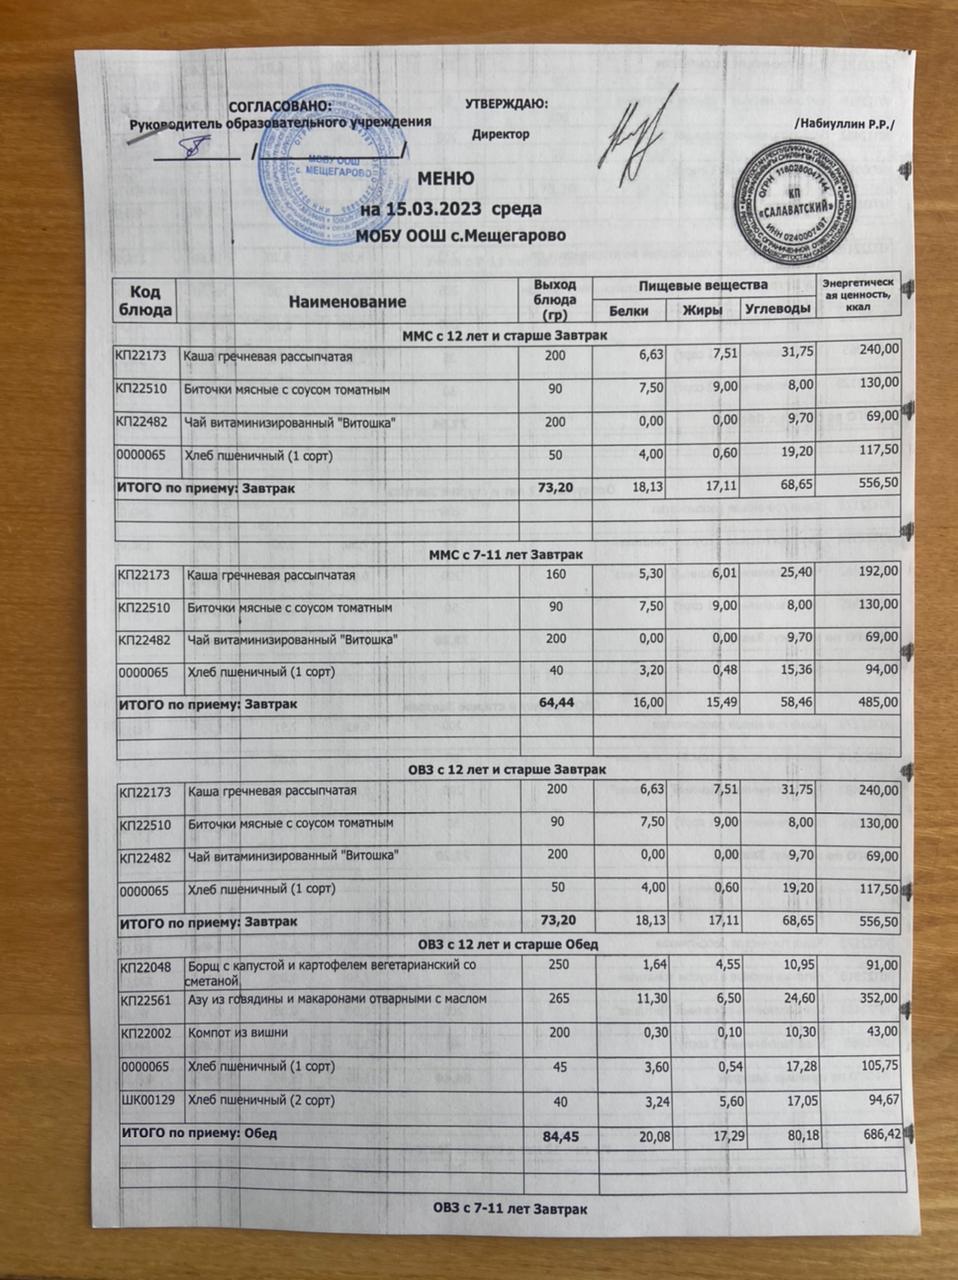 СОГЛАСОВАНО:
Руководитель образовательного учреждения
/ /
УТВЕРЖДАЮ:
Директор
/Набиуллин Р.Р./
МОБУ ООШ
с. МЕЩЕГАРОВО
ОГРН 1160280047144
КП
«САЛАВАТСКИЙ»
ИНН 0240007497
МЕНЮ
на 15.03.2023 среда
МОБУ ООШ с.Мещегарово
Код блюда Наименование Выход блюда (гр) Пищевые вещества Энергетическ ая ценность, ккал
Белки Жиры Углеводы
ММС с 12 лет и старше Завтрак
КП22173 Каша гречневая рассыпчатая 200 6,63 7,51 31,75 240,00
КП22510 Биточки мясные с соусом томатным 90 7,50 9,00 8,00 130,00
КП22482 Чай витаминизированный "Витошка" 200 0,00 0,00 9,70 69,00
0000065 Хлеб пшеничный (1 сорт) 50 4,00 0,60 19,20 117,50
ИТОГО по приему: Завтрак 73,20 18,13 17,11 68,65 556,50
ММС с 7-11 лет Завтрак
КП22173 Каша гречневая рассыпчатая 160 5,30 6,01 25,40 192,00
КП22510 Биточки мясные с соусом томатным 90 7,50 9,00 8,00 130,00
КП22482 Чай витаминизированный "Витошка" 200 0,00 0,00 9,70 69,00
0000065 Хлеб пшеничный (1 сорт) 40 3,20 0,48 15,36 94,00
ИТОГО по приему: Завтрак 64,44 16,00 15,49 58,46 485,00
ОВЗ с 12 лет и старше Завтрак
КП22173 Каша гречневая рассыпчатая 200 6,63 7,51 31,75 240,00
КП22510 Биточки мясные с соусом томатным 90 7,50 9,00 8,00 130,00
КП22482 Чай витаминизированный "Витошка" 200 0,00 0,00 9,70 69,00
0000065 Хлеб пшеничный (1 сорт) 50 4,00 0,60 19,20 117,50
ИТОГО по приему: Завтрак 73,20 18,13 17,11 68,65 556,50
ОВЗ с 12 лет и старше Обед
КП22048 Борщ с капустой и картофелем вегетарианский со 250 1,64 4,55 10,95 91,00
сметаной
КП22561 Азу из говядины и макаронами отварными с маслом 265 11,30 6,50 24,60 352,00
КП22002 Компот из вишни 200 0,30 0,10 10,30 43,00
0000065 Хлеб пшеничный (1 сорт) 45 3,60 0,54 17,28 105,75
ШК00129 Хлеб пшеничный (2 сорт) 40 3,24 5,60 17,05 94,67
ИТОГО по приему: Обед 84,45 20,08 17,29 80,18 686,42
ОВЗ с 7-11 лет Завтрак